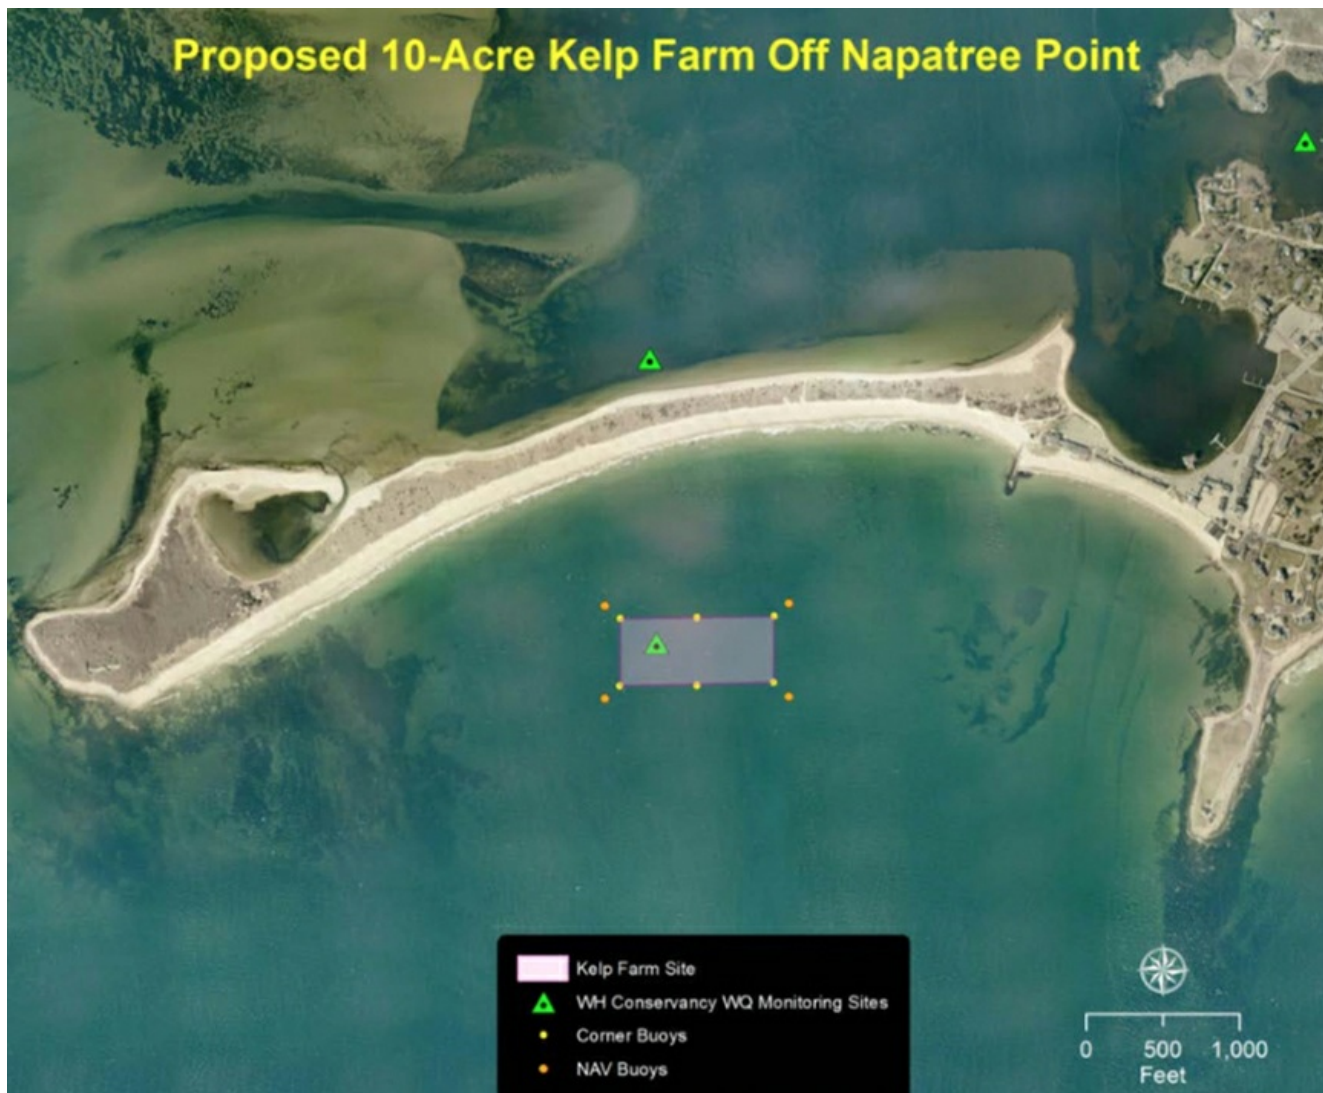 Proposed 10-Acre Kelp Farm Off Napatree Point
Kelp Farm Site
WH Conservancy WQ Monitoring Sites
Corner Buoys
NAV Buoys
0 500 1,000
Feet